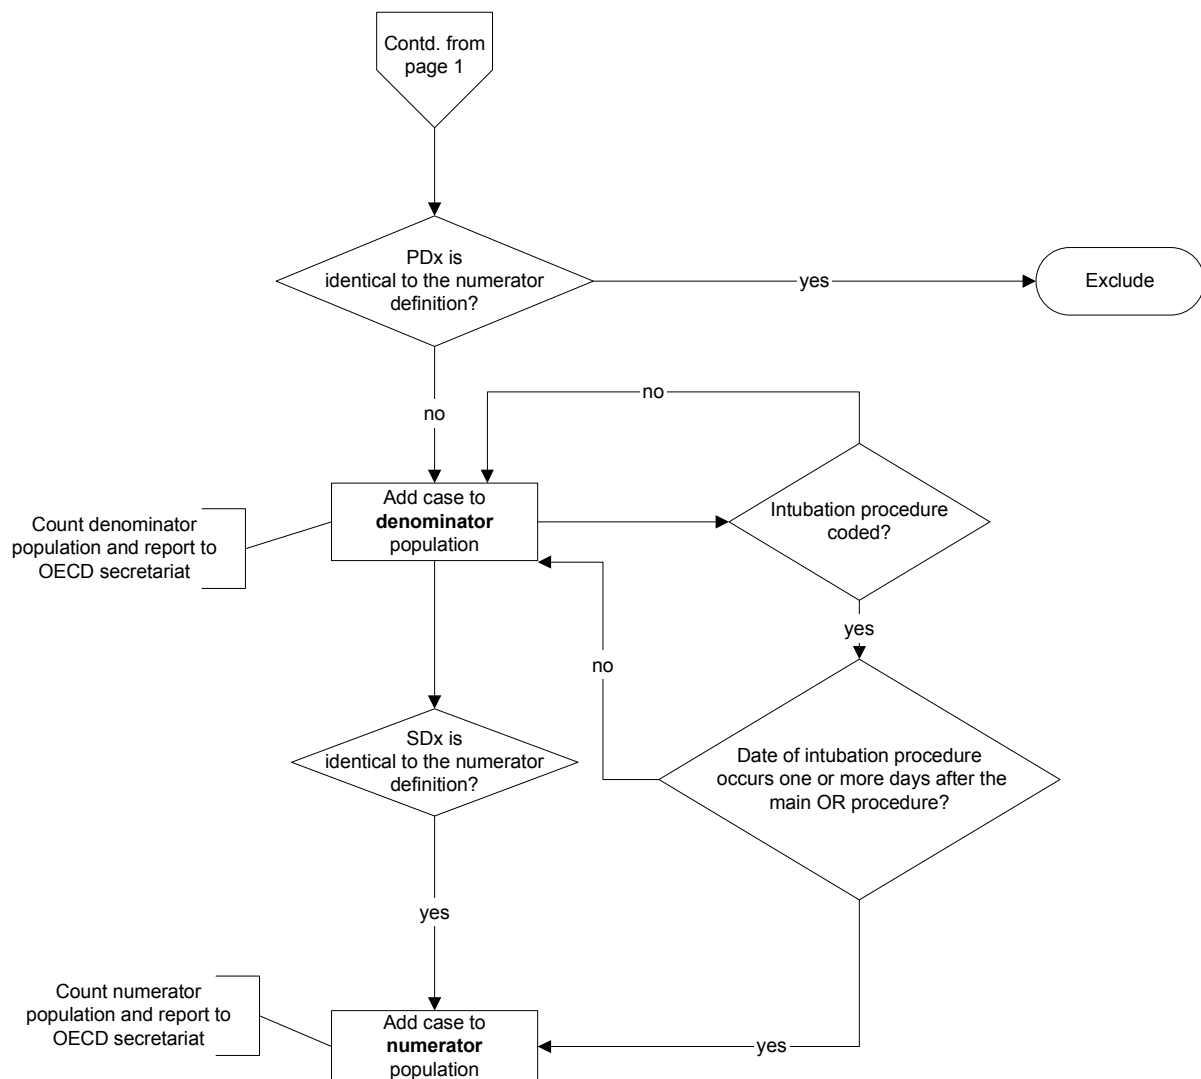 Contd. from
page 1
PDx is
identical to the numerator
definition?
yes
Exclude
no
no
Add case to
denominator
population
Intubation procedure
coded?
Count denominator
population and report to
OECD secretariat
yes
no
SDx is
identical to the numerator
definition?
Date of intubation procedure
occurs one or more days after the
main OR procedure?
yes
Count numerator
population and report to
OECD secretariat
Add case to
numerator
population
yes